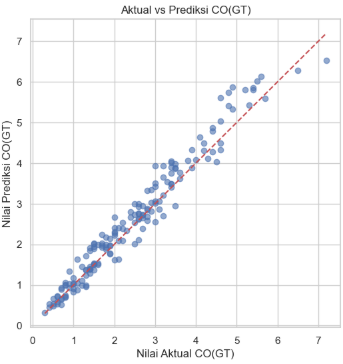 Aktual vs Prediksi CO(GT)
Nilai Prediksi CO(GT)
7
6
5
4
3
2
1
0
0 1 2 3 4 5 6 7
Nilai Aktual CO(GT)